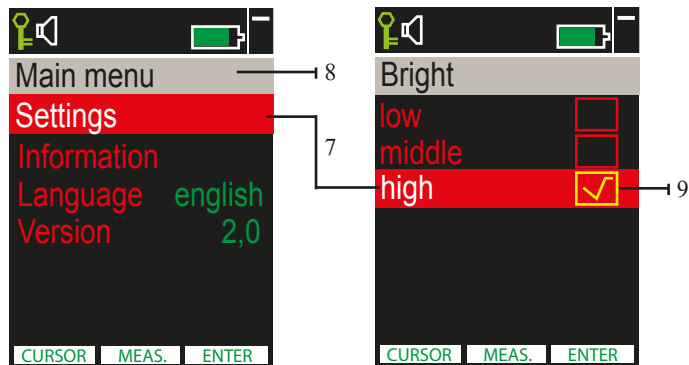 Main menu
Settings
Information
Language english
Version 2,0
CURSOR MEAS. ENTER
8
7
Bright
low
middle
high
9
CURSOR MEAS. ENTER